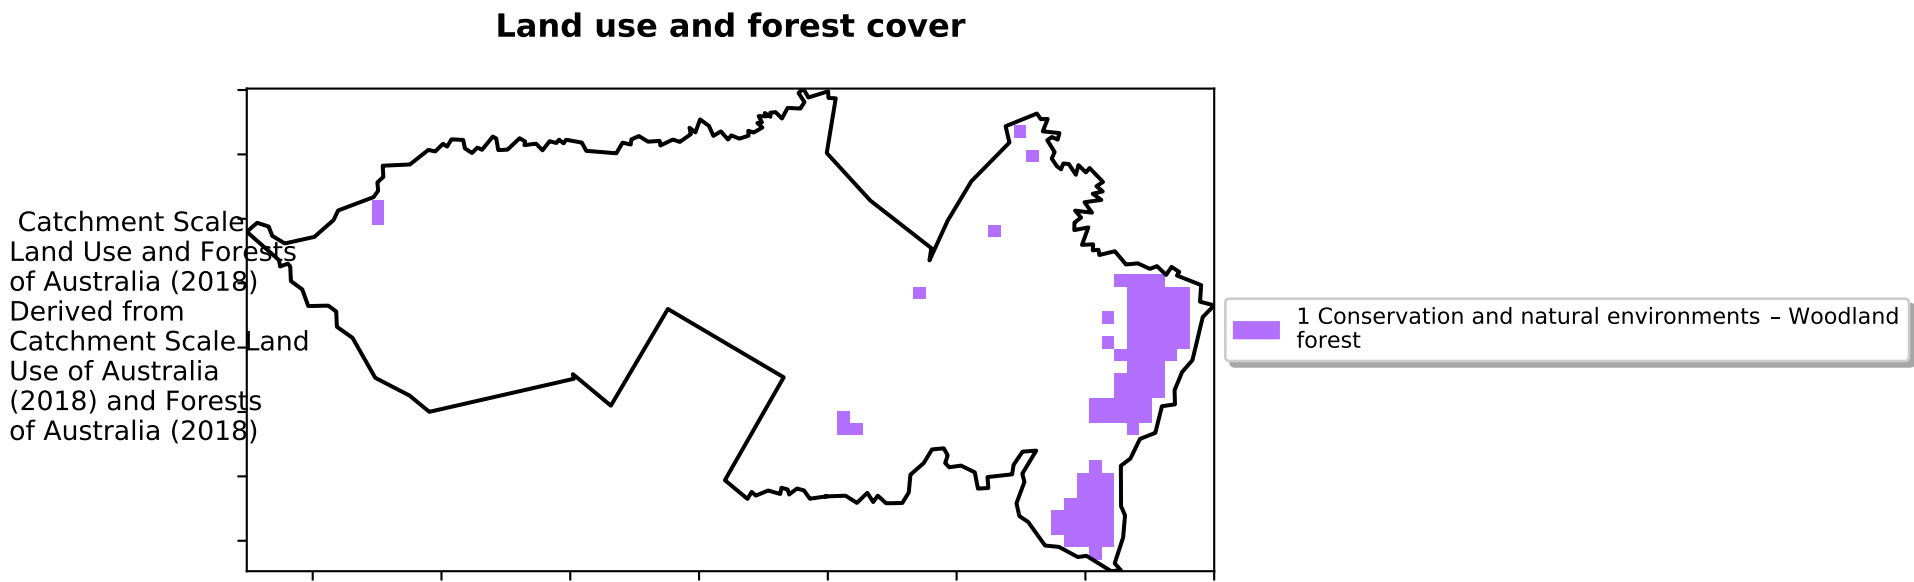 Land use and forest cover
Catchment Scale
Land Use and Forests
of Australia (2018)
Derived from
Catchment Scale Land
Use of Australia
(2018) and Forests
of Australia (2018)
1 Conservation and natural environments – Woodland
forest